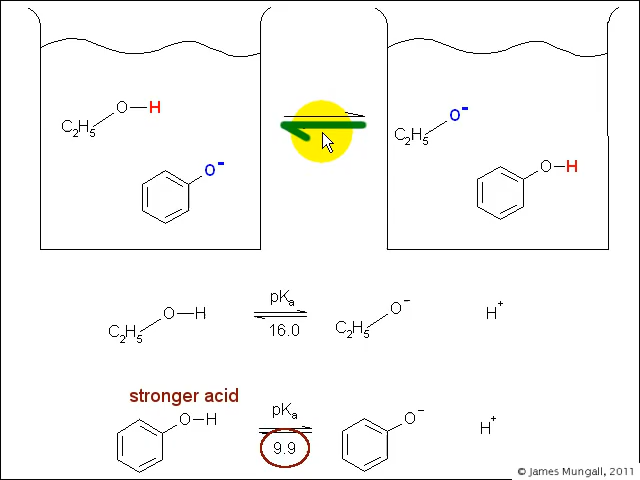 O—H O⁻
C₂H₅ C₂H₅
O⁻ O—H
pKₐ
O—H O⁻ H⁺
C₂H₅ 16.0 C₂H₅
stronger acid
pKₐ
O—H O⁻ H⁺
9.9
© James Mungall, 2011